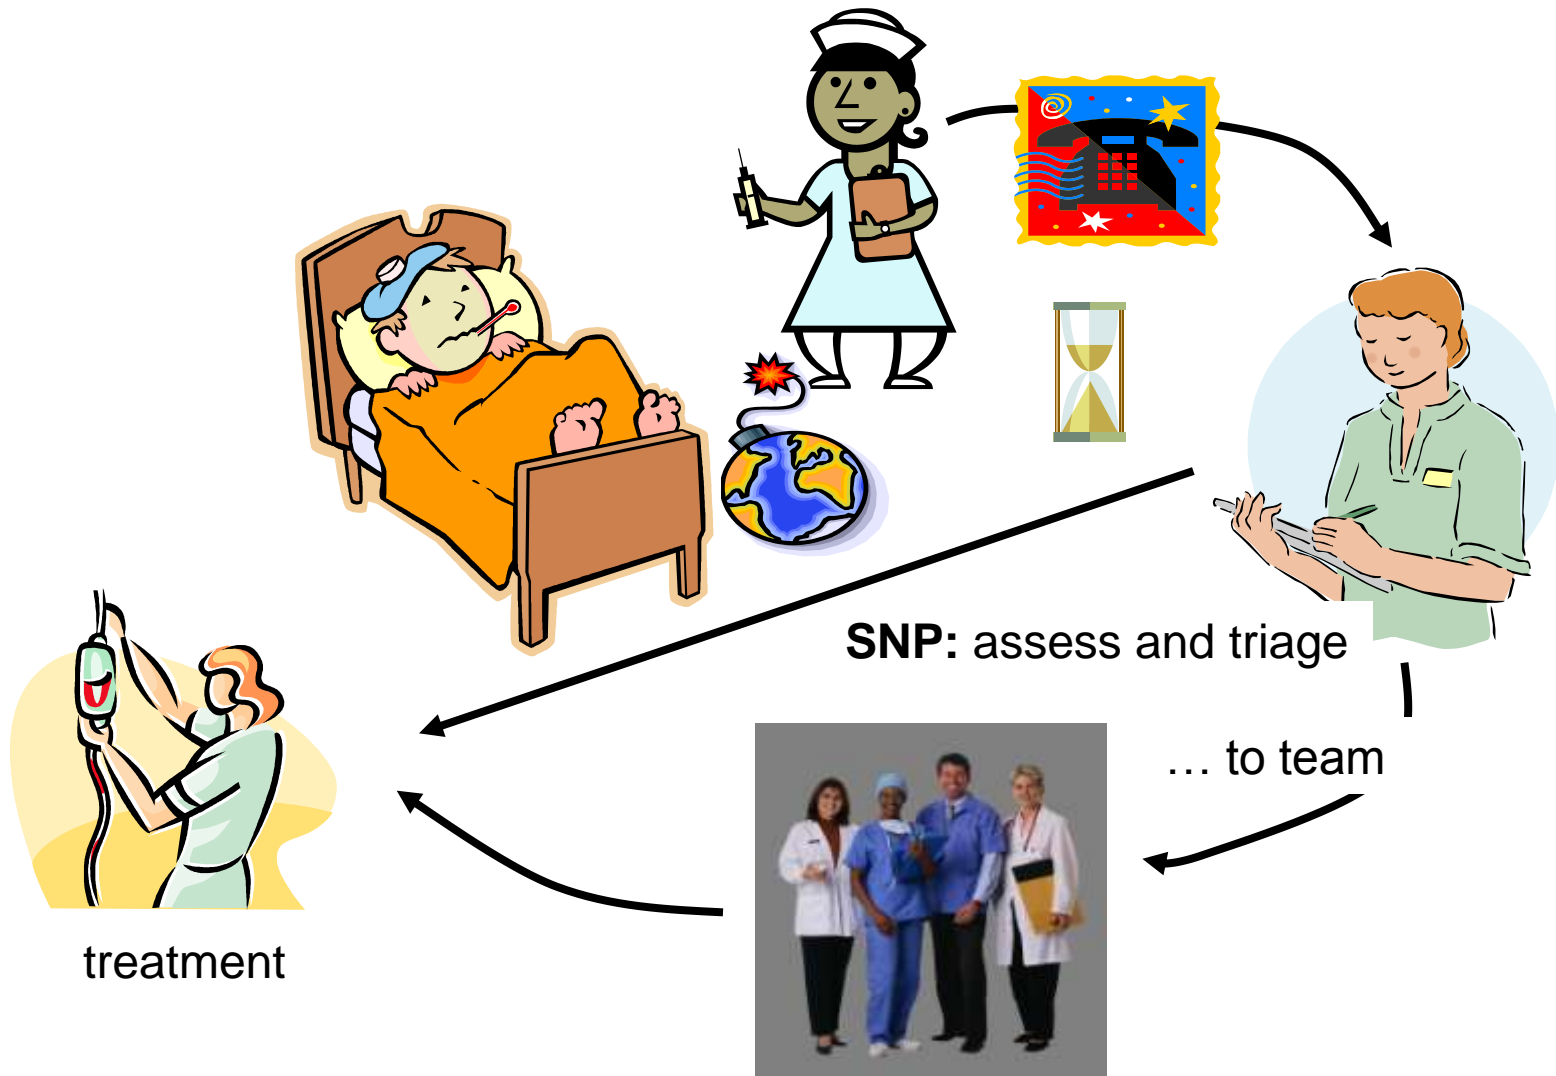 SNP: assess and triage
… to team
treatment